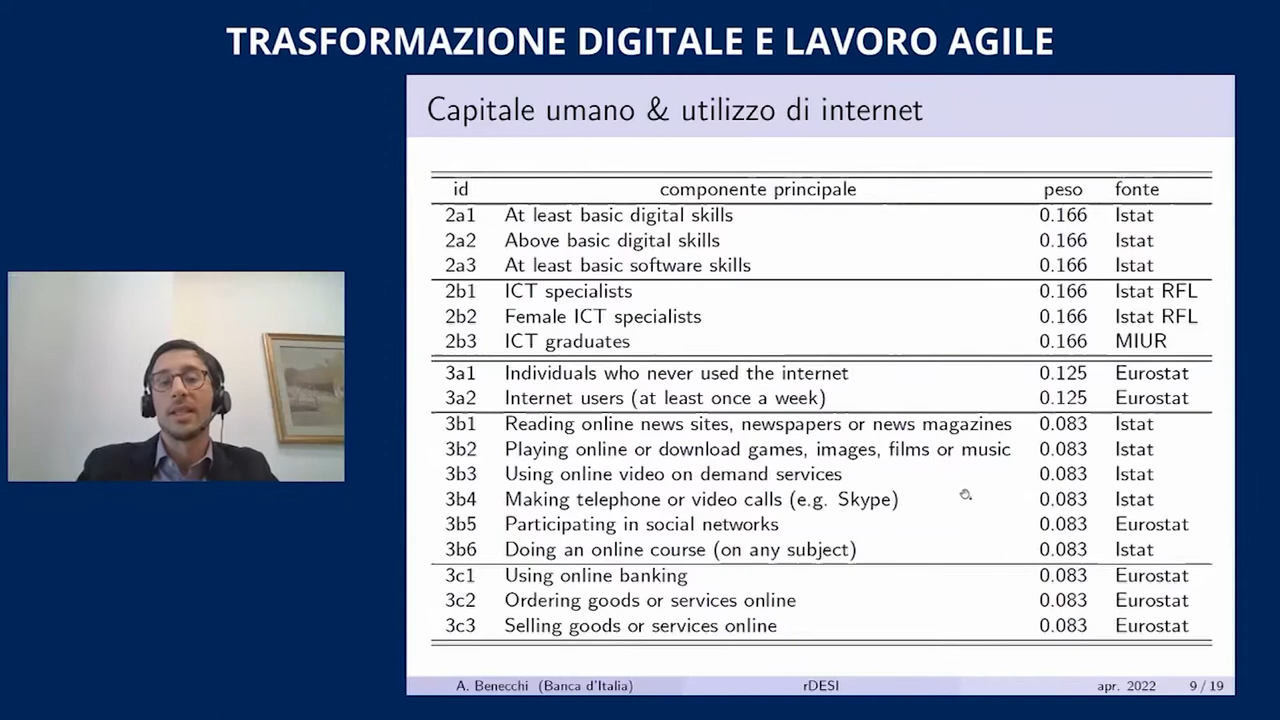 TRASFORMAZIONE DIGITALE E LAVORO AGILE
Capitale umano & utilizzo di internet
id componente principale peso fonte
2a1 At least basic digital skills 0.166 Istat
2a2 Above basic digital skills 0.166 Istat
2a3 At least basic software skills 0.166 Istat
2b1 ICT specialists 0.166 Istat RFL
2b2 Female ICT specialists 0.166 Istat RFL
2b3 ICT graduates 0.166 MIUR
3a1 Individuals who never used the internet 0.125 Eurostat
3a2 Internet users (at least once a week) 0.125 Eurostat
3b1 Reading online news sites, newspapers or news magazines 0.083 Istat
3b2 Playing online or download games, images, films or music 0.083 Istat
3b3 Using online video on demand services 0.083 Istat
3b4 Making telephone or video calls (e.g. Skype) 0.083 Istat
3b5 Participating in social networks 0.083 Eurostat
3b6 Doing an online course (on any subject) 0.083 Istat
3c1 Using online banking 0.083 Eurostat
3c2 Ordering goods or services online 0.083 Eurostat
3c3 Selling goods or services online 0.083 Eurostat
A. Benecchi (Banca d'Italia) rDESI apr. 2022 9 / 19